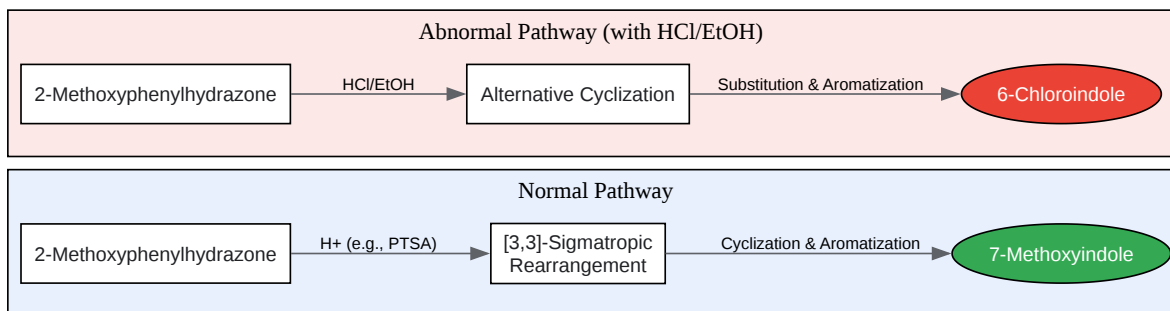 Abnormal Pathway (with HCl/EtOH)
2-Methoxyphenylhydrazone
HCl/EtOH
Alternative Cyclization
Substitution & Aromatization
6-Chloroindole
Normal Pathway
2-Methoxyphenylhydrazone
H+ (e.g., PTSA)
[3,3]-Sigmatropic
Rearrangement
Cyclization & Aromatization
7-Methoxyindole